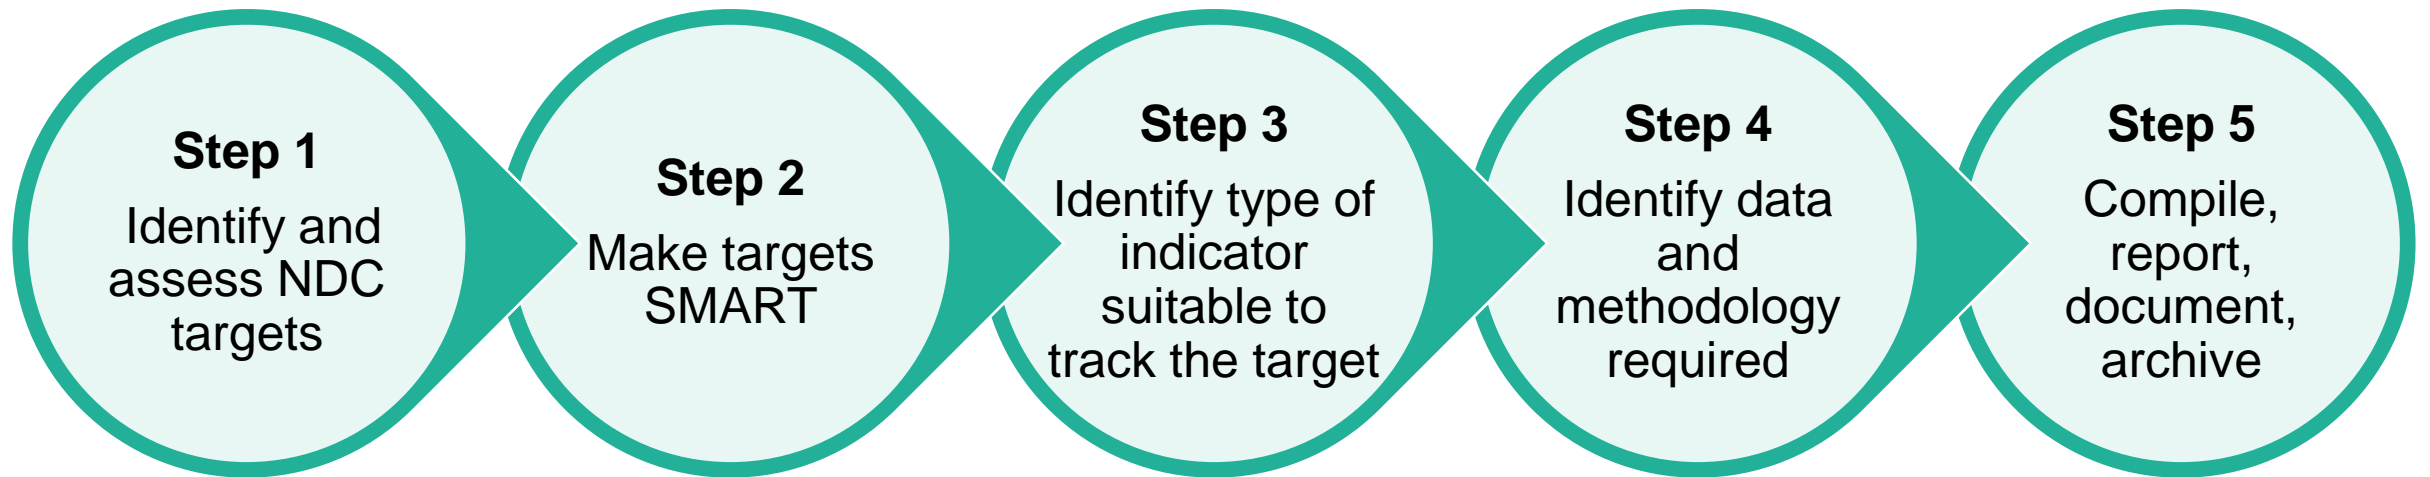 Step 1
Identify and
assess NDC
targets
Step 2
Make targets
SMART
Step 3
Identify type of
indicator
suitable to
track the target
Step 4
Identify data
and
methodology
required
Step 5
Compile,
report,
document,
archive